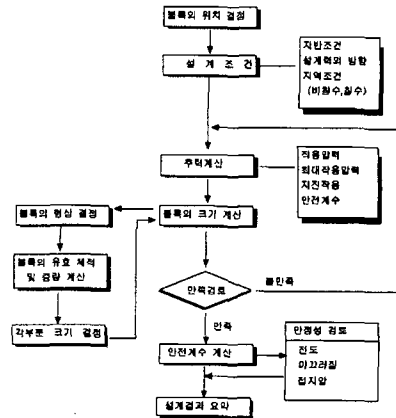 블록의 위치 결정
설 계 조 건
지반조건
설계력의 방향
지역조건
(비침수,침수)
추력계산
작용압력
최대작용압력
지진작용
안전계수
블록의 형상 결정
블록의 크기 계산
블록의 유효 체적
및 중량 계산
각부분 크기 결정
만족검토
불만족
만족
안전계수 계산
안정성 검토
전도
미끄러짐
접지압
설계결과 요약